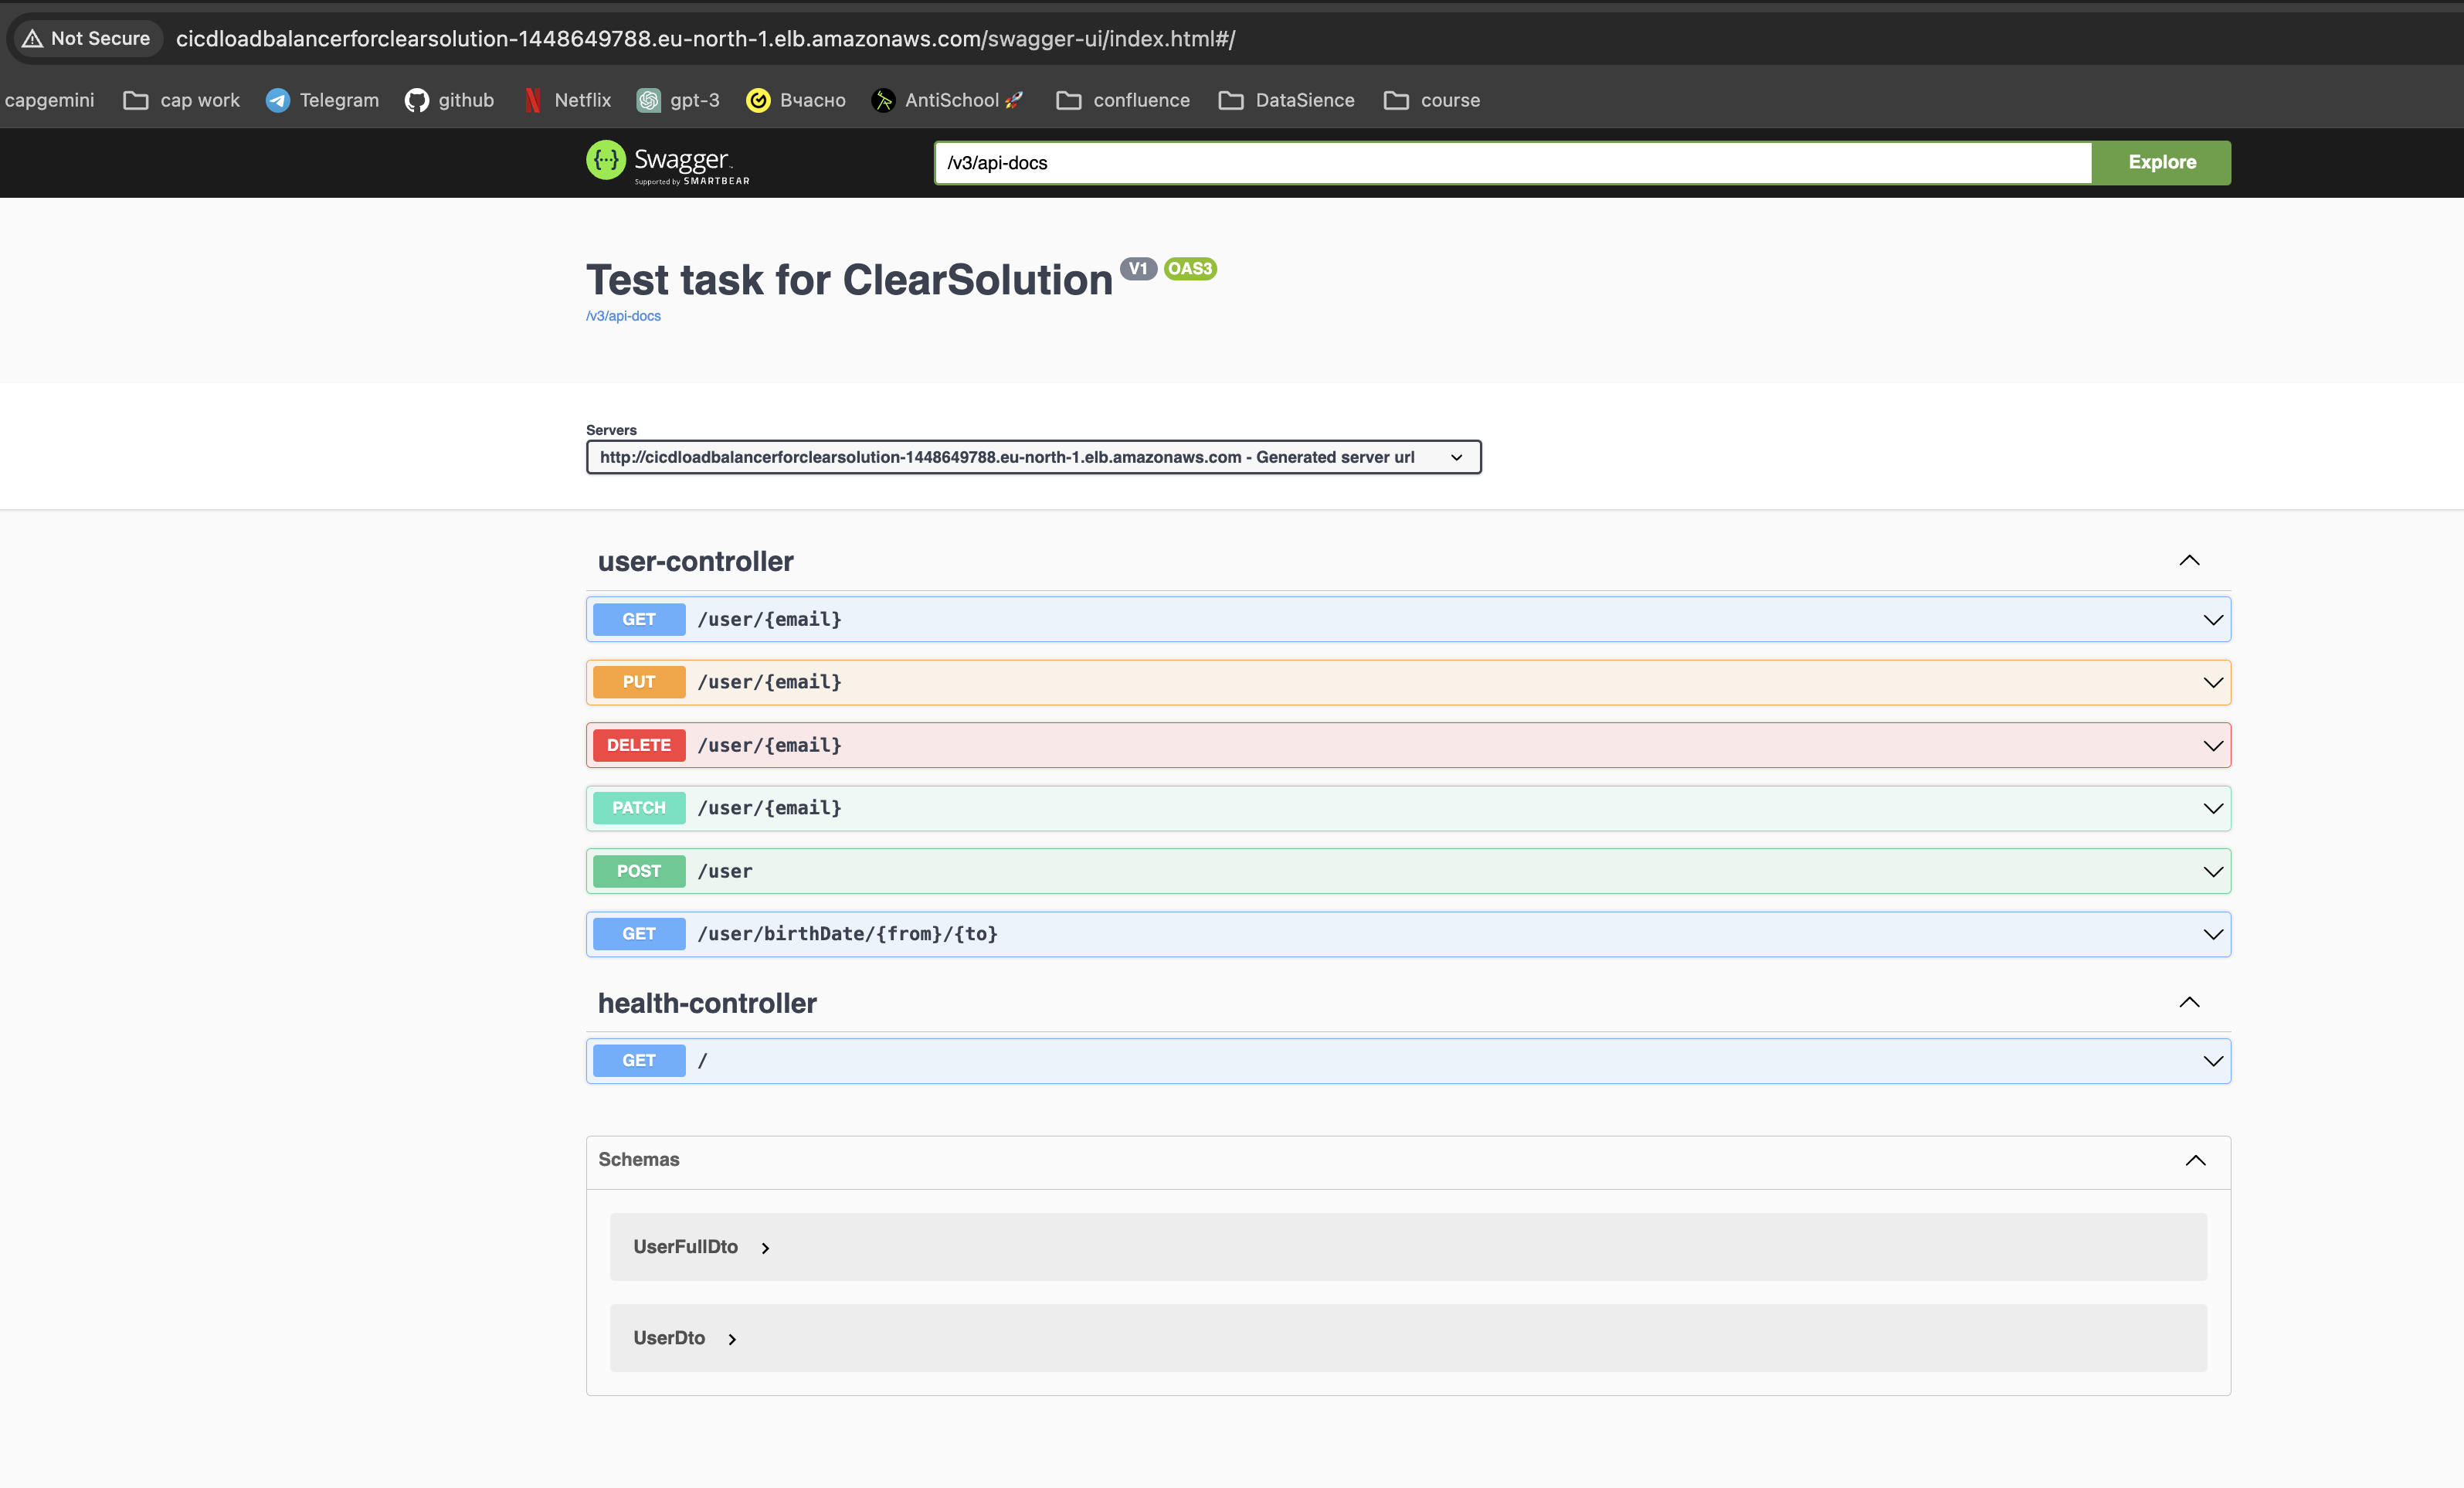 Not Secure cicdloadbalancerforclearsolution-1448649788.eu-north-1.elb.amazonaws.com/swagger-ui/index.html#/
capgemini cap work Telegram github Netflix gpt-3 Вчасно AntiSchool 🚀 confluence DataSience course
{···} Swagger™ /v3/api-docs Explore
Supported by SMARTBEAR
Test task for ClearSolution V1 OAS3
/v3/api-docs
Servers
http://cicdloadbalancerforclearsolution-1448649788.eu-north-1.elb.amazonaws.com - Generated server url
user-controller
GET /user/{email}
PUT /user/{email}
DELETE /user/{email}
PATCH /user/{email}
POST /user
GET /user/birthDate/{from}/{to}
health-controller
GET /
Schemas
UserFullDto
UserDto